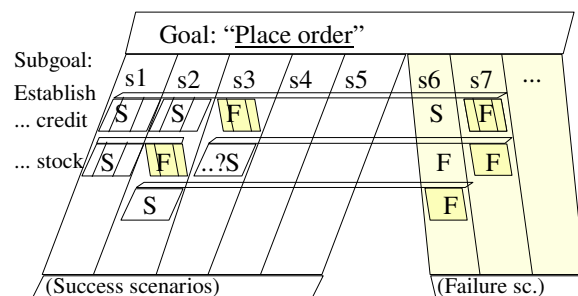 Goal: “Place order”
Subgoal:
s1 s2 s3 s4 s5 s6 s7 ...
Establish
... credit S S F S F
... stock S F ..?S F F
S F
(Success scenarios) (Failure sc.)